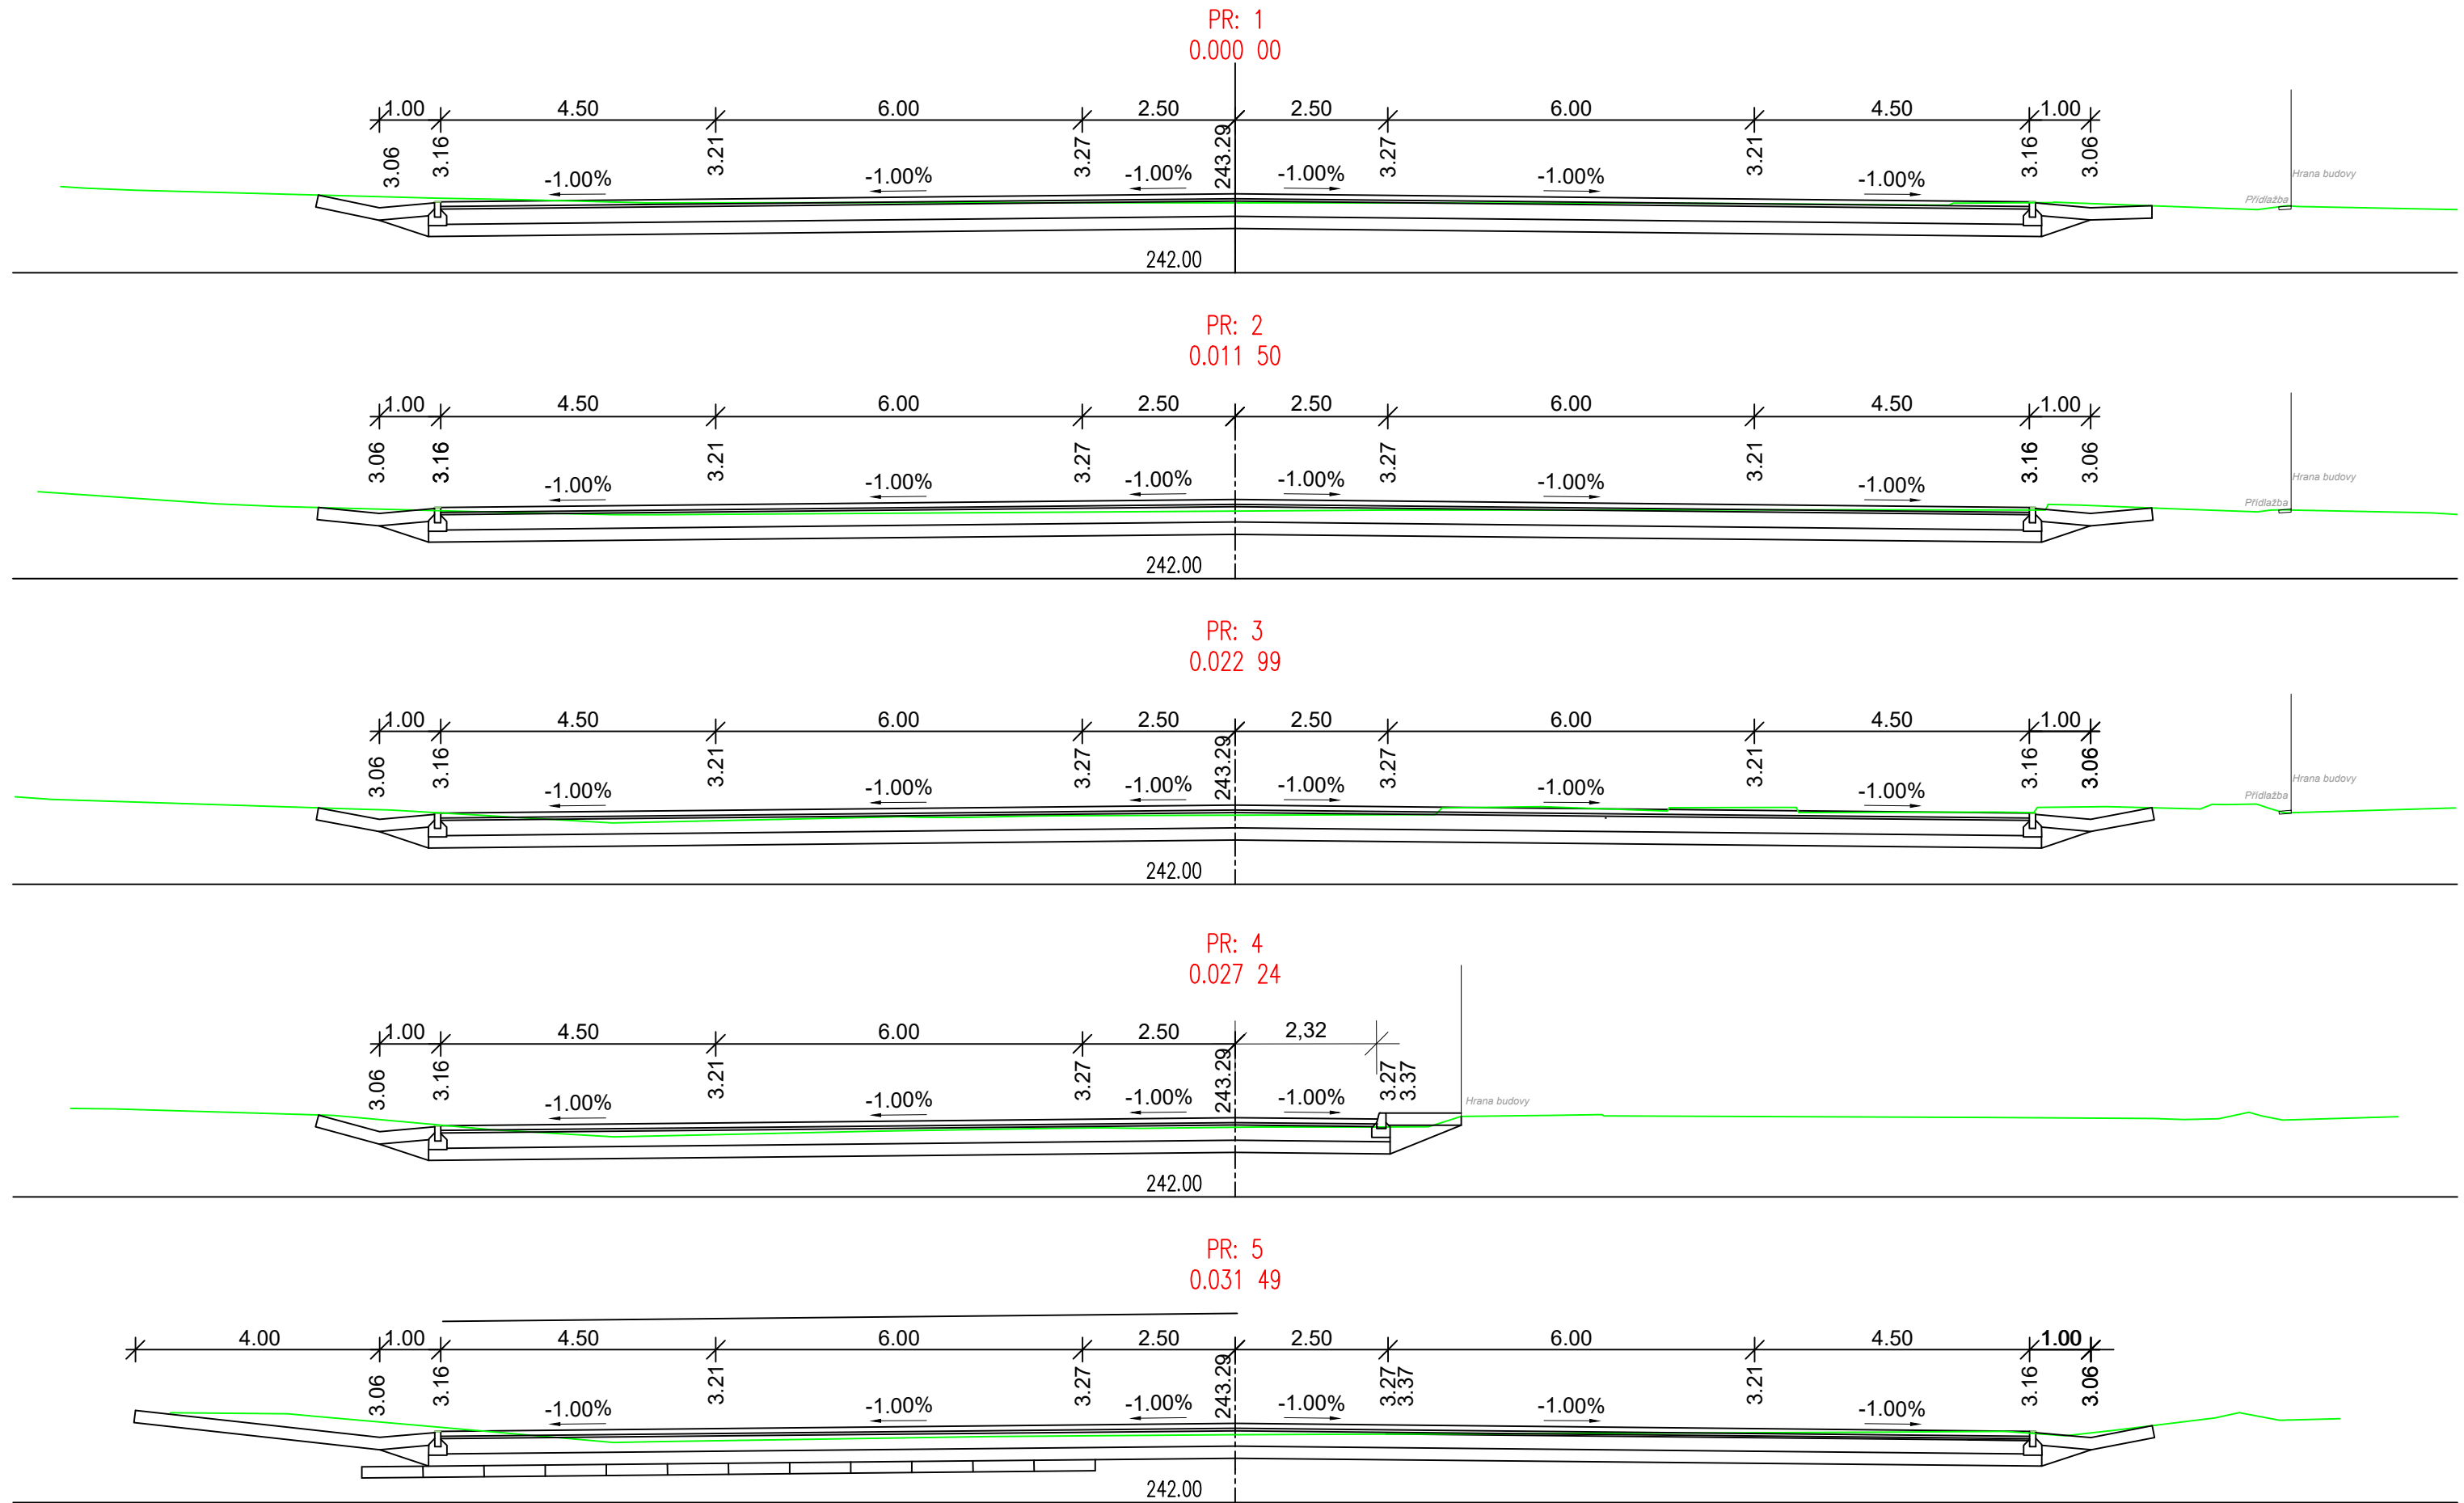 PR: 1
0.000 00
1.00 4.50 6.00 2.50 2.50 6.00 4.50 1.00
3.06 3.16 3.21 3.27 243.29 3.27 3.21 3.16 3.06
-1.00% -1.00% -1.00% -1.00% -1.00% -1.00%
Hrana budovy
Přídlažba
242.00
PR: 2
0.011 50
1.00 4.50 6.00 2.50 2.50 6.00 4.50 1.00
3.06 3.16 3.21 3.27 3.27 3.21 3.16 3.06
-1.00% -1.00% -1.00% -1.00% -1.00% -1.00%
Hrana budovy
Přídlažba
242.00
PR: 3
0.022 99
1.00 4.50 6.00 2.50 2.50 6.00 4.50 1.00
3.06 3.16 3.21 3.27 243.29 3.27 3.21 3.16 3.06
-1.00% -1.00% -1.00% -1.00% -1.00% -1.00%
Hrana budovy
Přídlažba
242.00
PR: 4
0.027 24
1.00 4.50 6.00 2.50 2,32
3.06 3.16 3.21 3.27 243.29 3.27 3.37
-1.00% -1.00% -1.00% -1.00%
Hrana budovy
242.00
PR: 5
0.031 49
4.00 1.00 4.50 6.00 2.50 2.50 6.00 4.50 1.00
3.06 3.16 3.21 3.27 243.29 3.27 3.37 3.21 3.16 3.06
-1.00% -1.00% -1.00% -1.00% -1.00% -1.00%
242.00